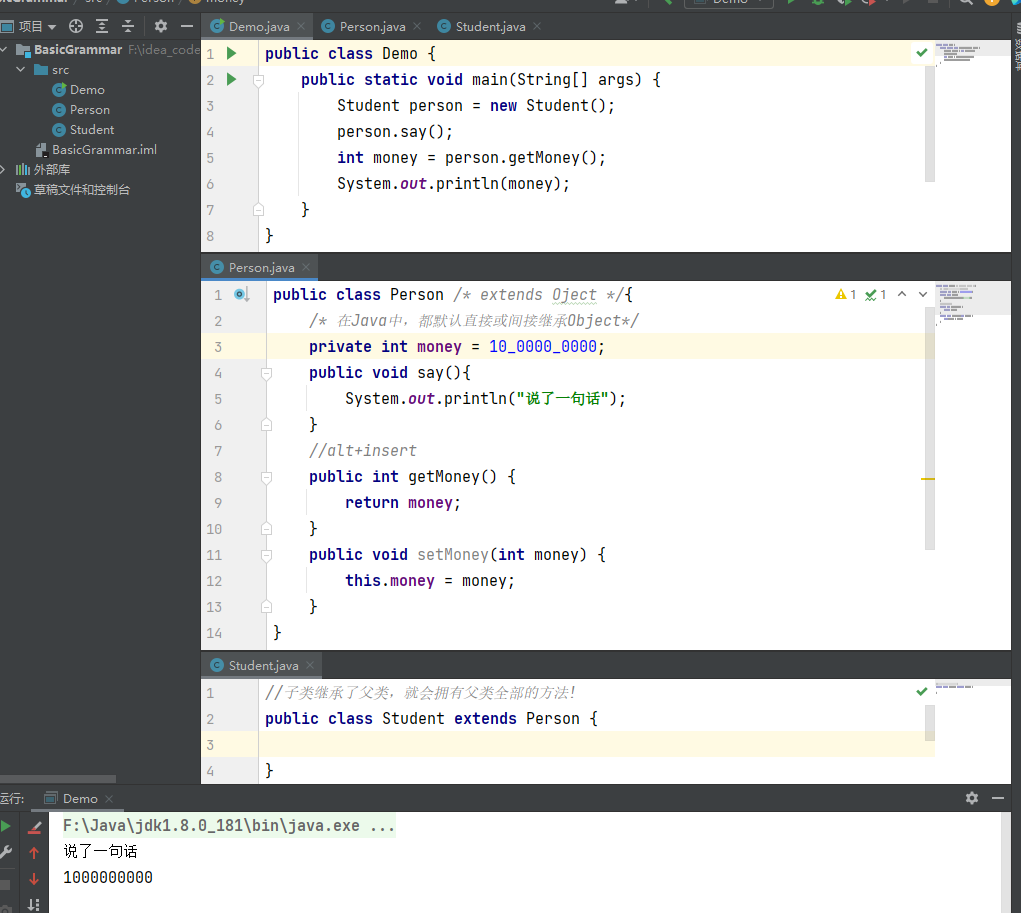 项目
Demo.java
Person.java
Student.java
BasicGrammar F:\idea_code
src
Demo
Person
Student
BasicGrammar.iml
外部库
草稿文件和控制台
1 public class Demo {
2 public static void main(String[] args) {
3 Student person = new Student();
4 person.say();
5 int money = person.getMoney();
6 System.out.println(money);
7 }
8 }
Person.java
1 public class Person /* extends Oject */{
2 /* 在Java中，都默认直接或间接继承Object*/
3 private int money = 10_0000_0000;
4 public void say(){
5 System.out.println("说了一句话");
6 }
7 //alt+insert
8 public int getMoney() {
9 return money;
10 }
11 public void setMoney(int money) {
12 this.money = money;
13 }
14 }
1 1
Student.java
1 //子类继承了父类，就会拥有父类全部的方法!
2 public class Student extends Person {
3
4 }
运行:
Demo
F:\Java\jdk1.8.0_181\bin\java.exe ...
说了一句话
1000000000